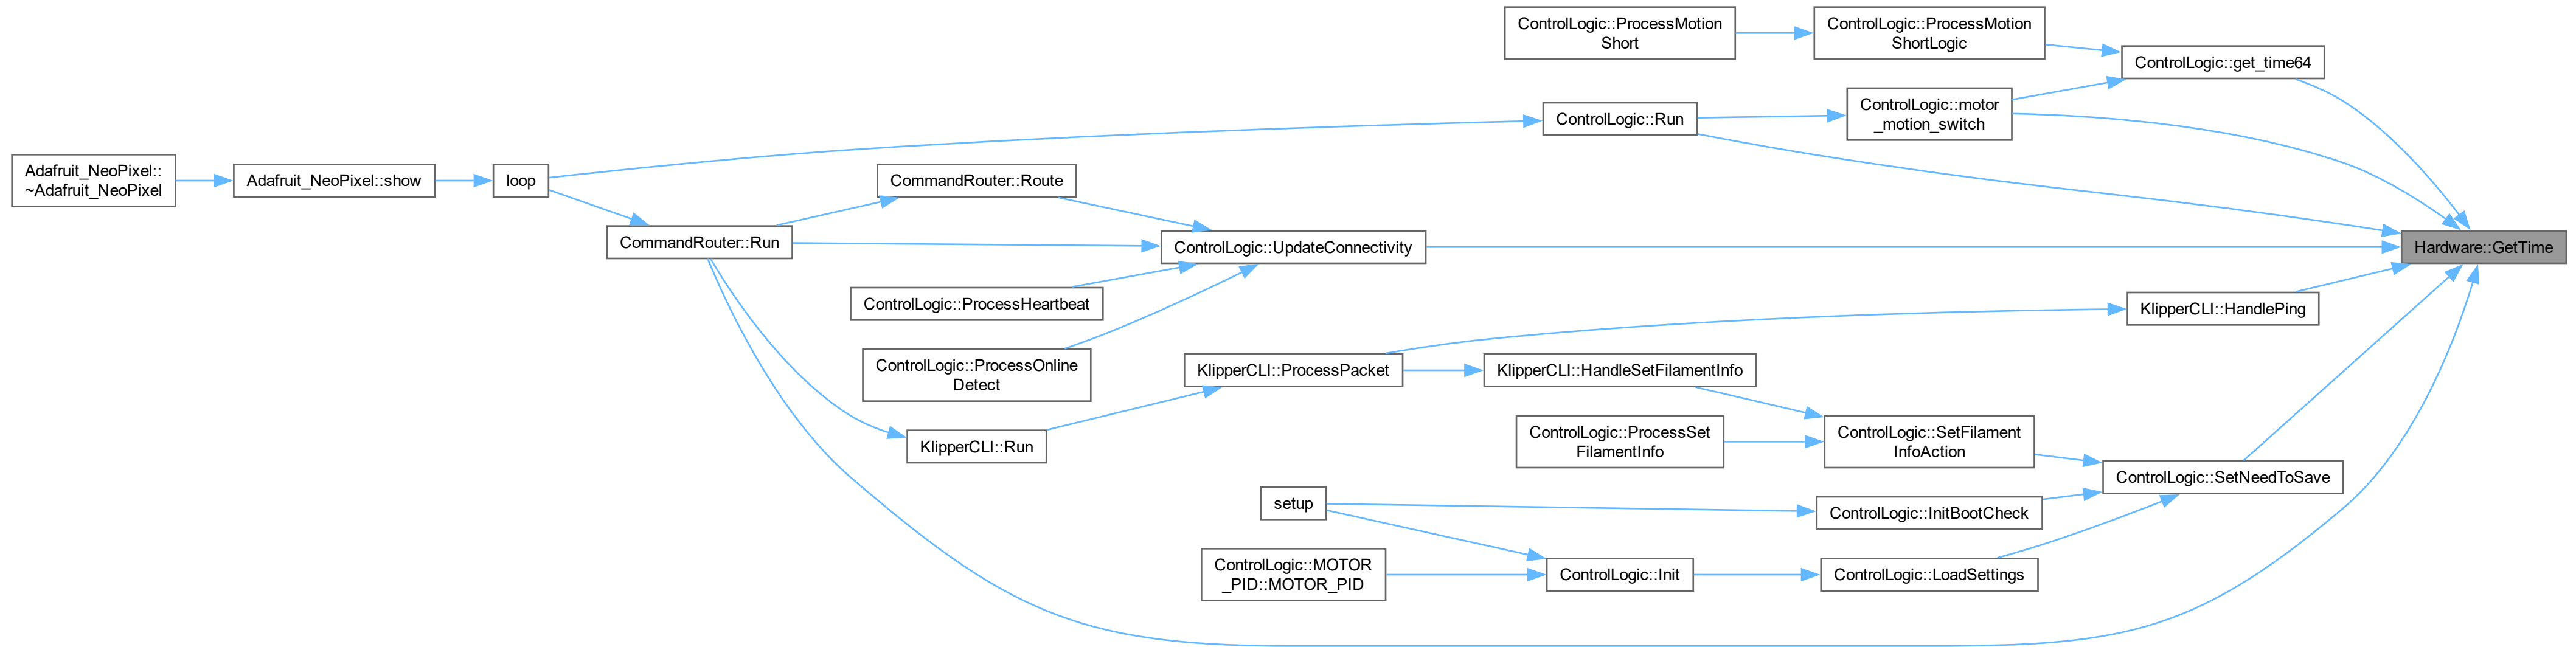 ControlLogic::ProcessMotion
Short
ControlLogic::ProcessMotion
ShortLogic
ControlLogic::get_time64
ControlLogic::motor
_motion_switch
ControlLogic::Run
Adafruit_NeoPixel::
~Adafruit_NeoPixel
Adafruit_NeoPixel::show
loop
CommandRouter::Route
CommandRouter::Run
ControlLogic::UpdateConnectivity
Hardware::GetTime
ControlLogic::ProcessHeartbeat
KlipperCLI::HandlePing
ControlLogic::ProcessOnline
Detect
KlipperCLI::ProcessPacket
KlipperCLI::HandleSetFilamentInfo
KlipperCLI::Run
ControlLogic::ProcessSet
FilamentInfo
ControlLogic::SetFilament
InfoAction
ControlLogic::SetNeedToSave
setup
ControlLogic::InitBootCheck
ControlLogic::MOTOR
_PID::MOTOR_PID
ControlLogic::Init
ControlLogic::LoadSettings